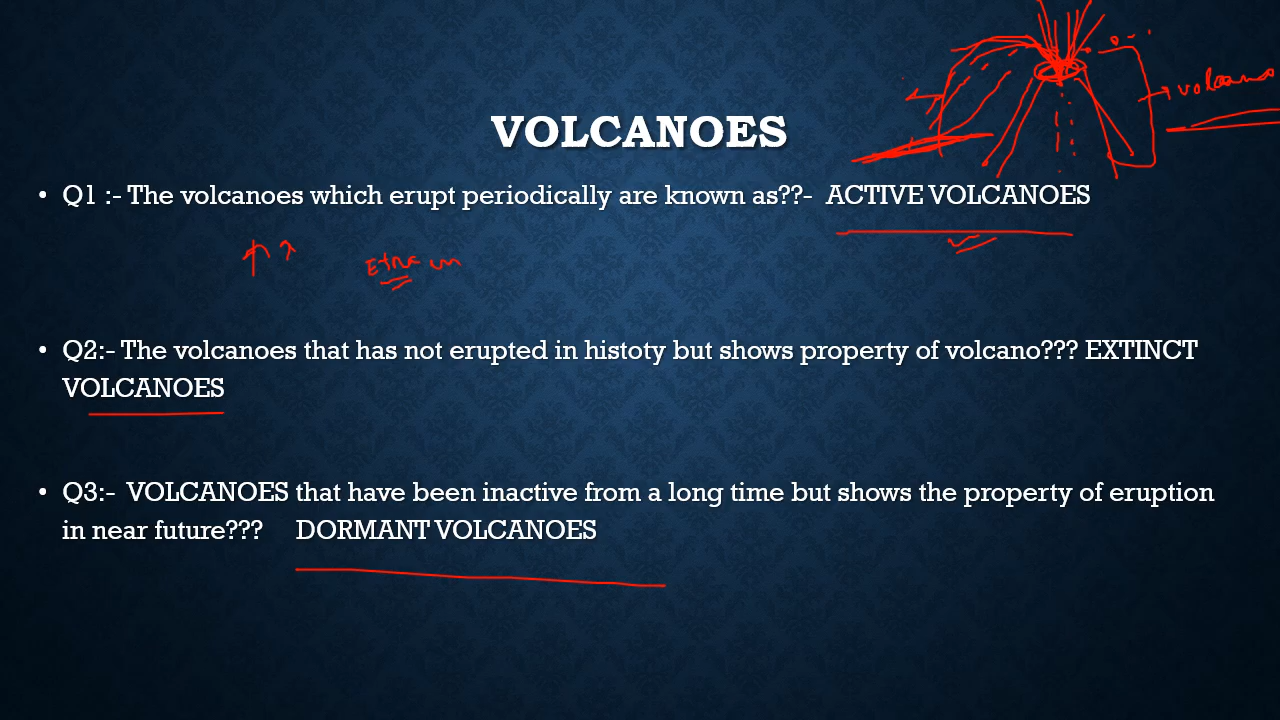 volcano
VOLCANOES
• Q1 :- The volcanoes which erupt periodically are known as??- ACTIVE VOLCANOES
Etna
• Q2:- The volcanoes that has not erupted in histoty but shows property of volcano??? EXTINCT
VOLCANOES
• Q3:- VOLCANOES that have been inactive from a long time but shows the property of eruption
in near future??? DORMANT VOLCANOES